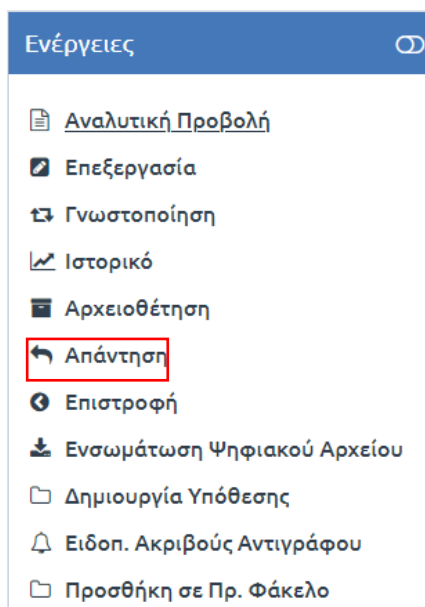 Ενέργειες
Αναλυτική Προβολή
Επεξεργασία
Γνωστοποίηση
Ιστορικό
Αρχειοθέτηση
Απάντηση
Επιστροφή
Ενσωμάτωση Ψηφιακού Αρχείου
Δημιουργία Υπόθεσης
Ειδοπ. Ακριβούς Αντιγράφου
Προσθήκη σε Πρ. Φάκελο